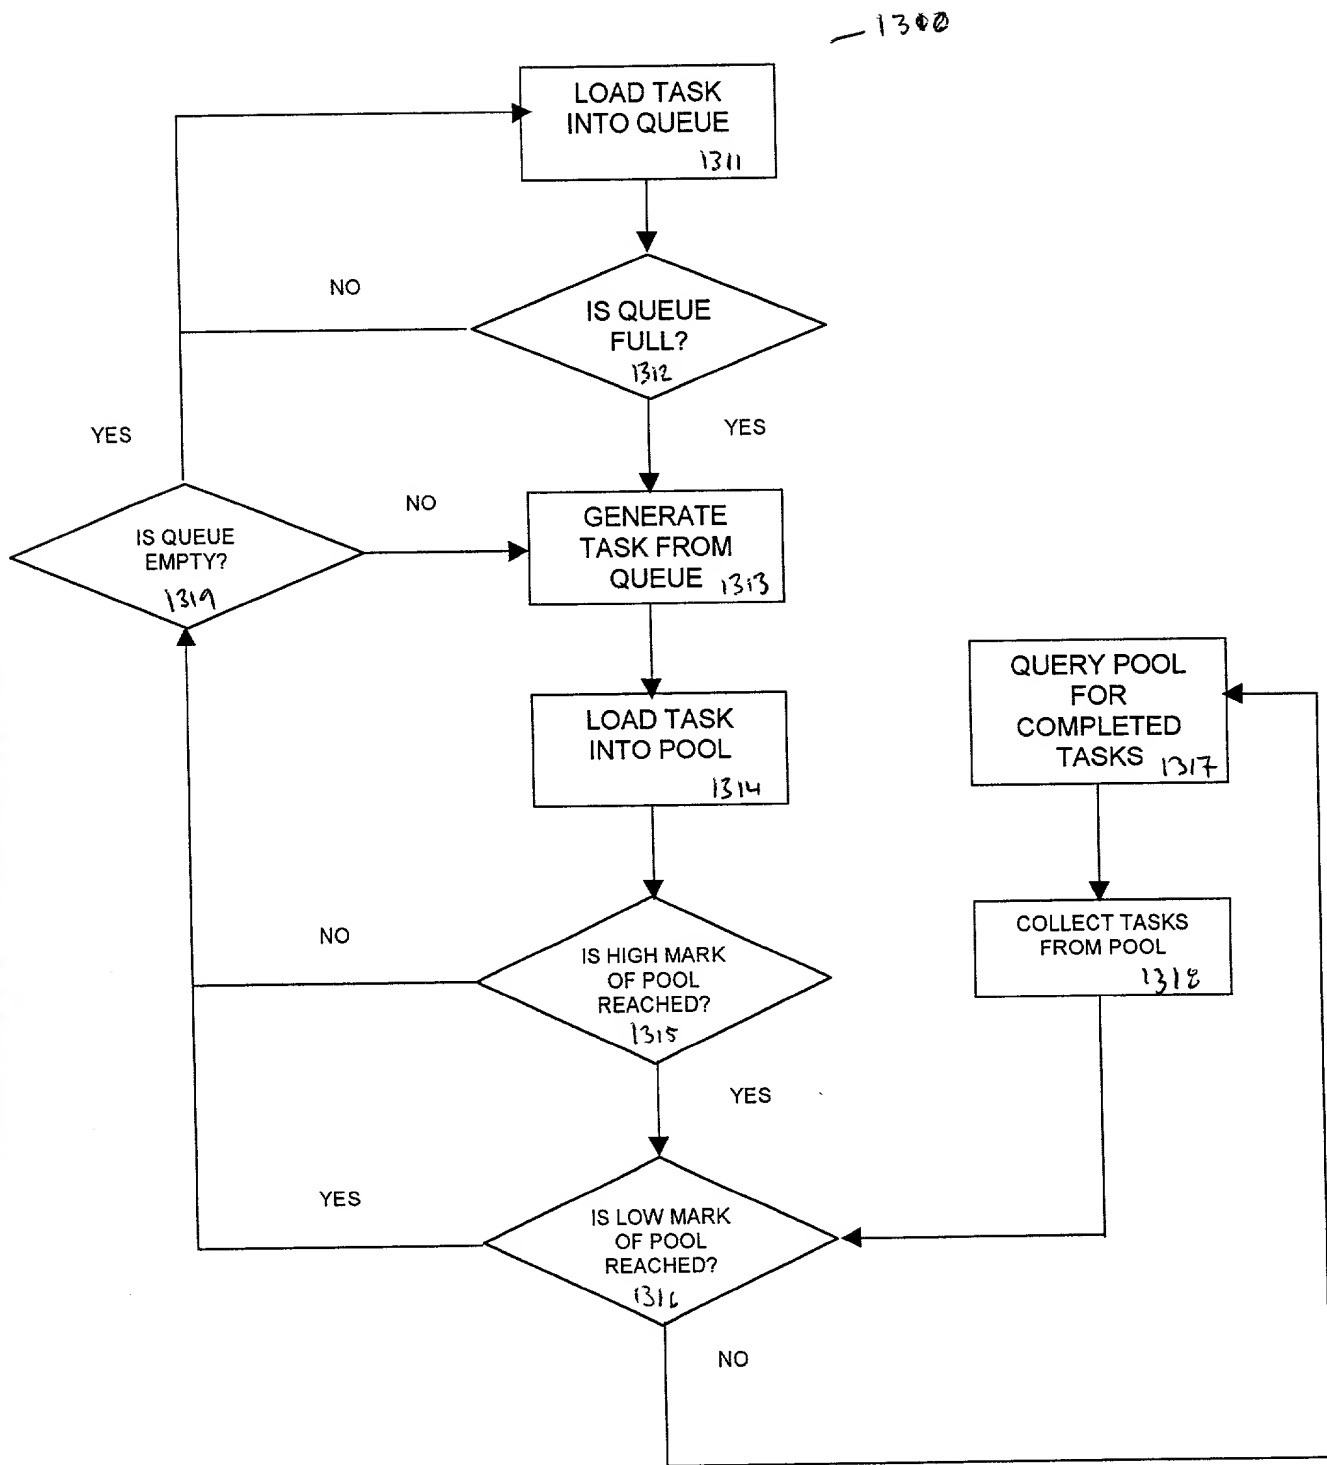 1300
LOAD TASK
INTO QUEUE
1311
NO
IS QUEUE
FULL?
1312
YES
YES
NO
IS QUEUE
EMPTY?
1319
GENERATE
TASK FROM
QUEUE 1313
QUERY POOL
FOR
COMPLETED
TASKS 1317
LOAD TASK
INTO POOL
1314
COLLECT TASKS
FROM POOL
1318
NO
IS HIGH MARK
OF POOL
REACHED?
1315
YES
YES
IS LOW MARK
OF POOL
REACHED?
1316
NO